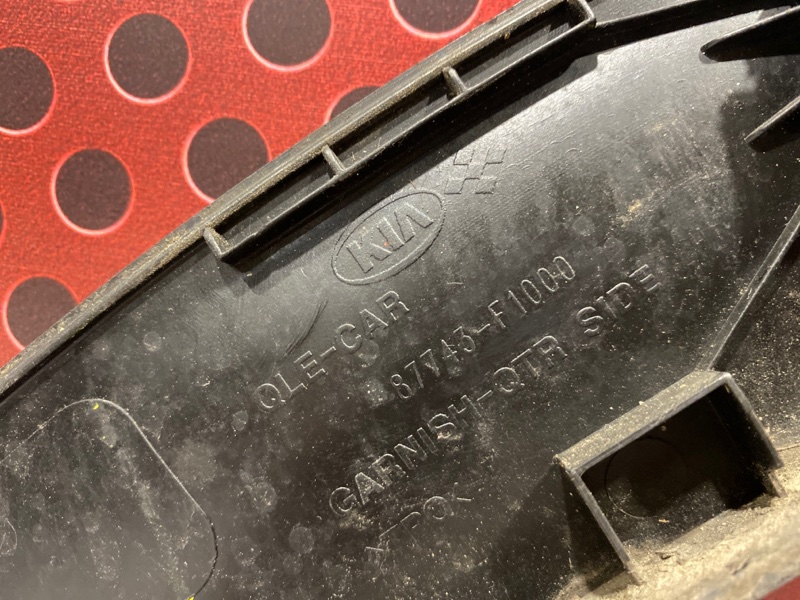 KIA
QLE-CAR
87743-F1000
GARNISH-QTR SIDE